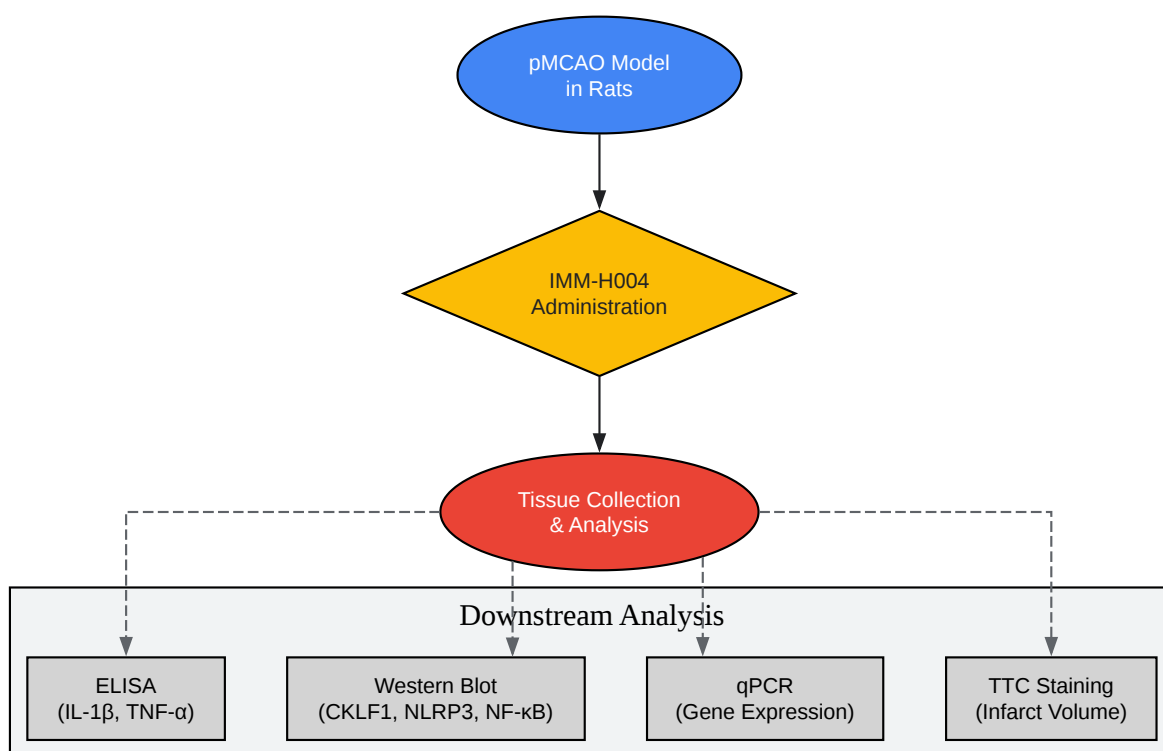 pMCAO Model
in Rats
IMM-H004
Administration
Tissue Collection
& Analysis
Downstream Analysis
ELISA
(IL-1β, TNF-α)
Western Blot
(CKLF1, NLRP3, NF-κB)
qPCR
(Gene Expression)
TTC Staining
(Infarct Volume)